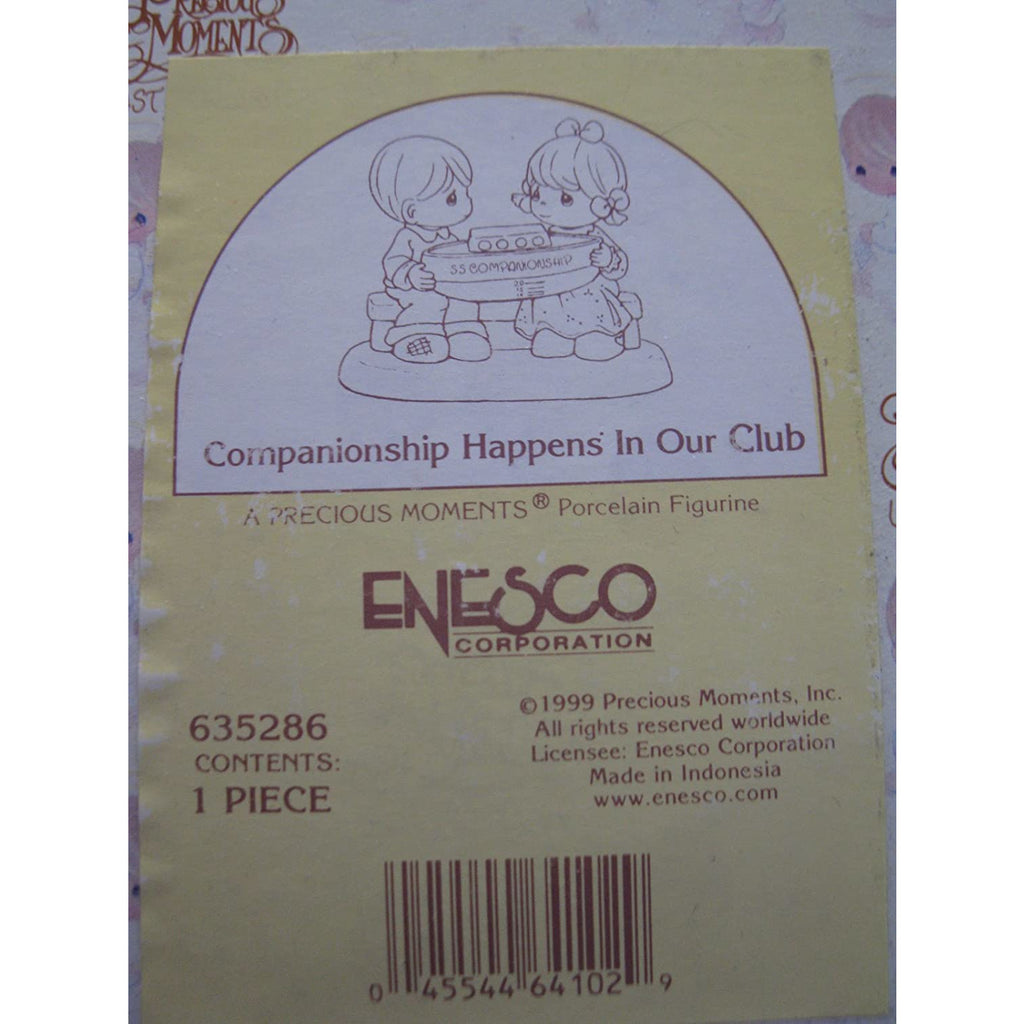 PRECIOUS
MOMENTS
ST
SS COMPANIONSHIP
20
Companionship Happens In Our Club
A PRECIOUS MOMENTS® Porcelain Figurine
ENESCO
CORPORATION
635286
CONTENTS:
1 PIECE
©1999 Precious Moments, Inc.
All rights reserved worldwide
Licensee: Enesco Corporation
Made in Indonesia
www.enesco.com
0 45544 64102 9